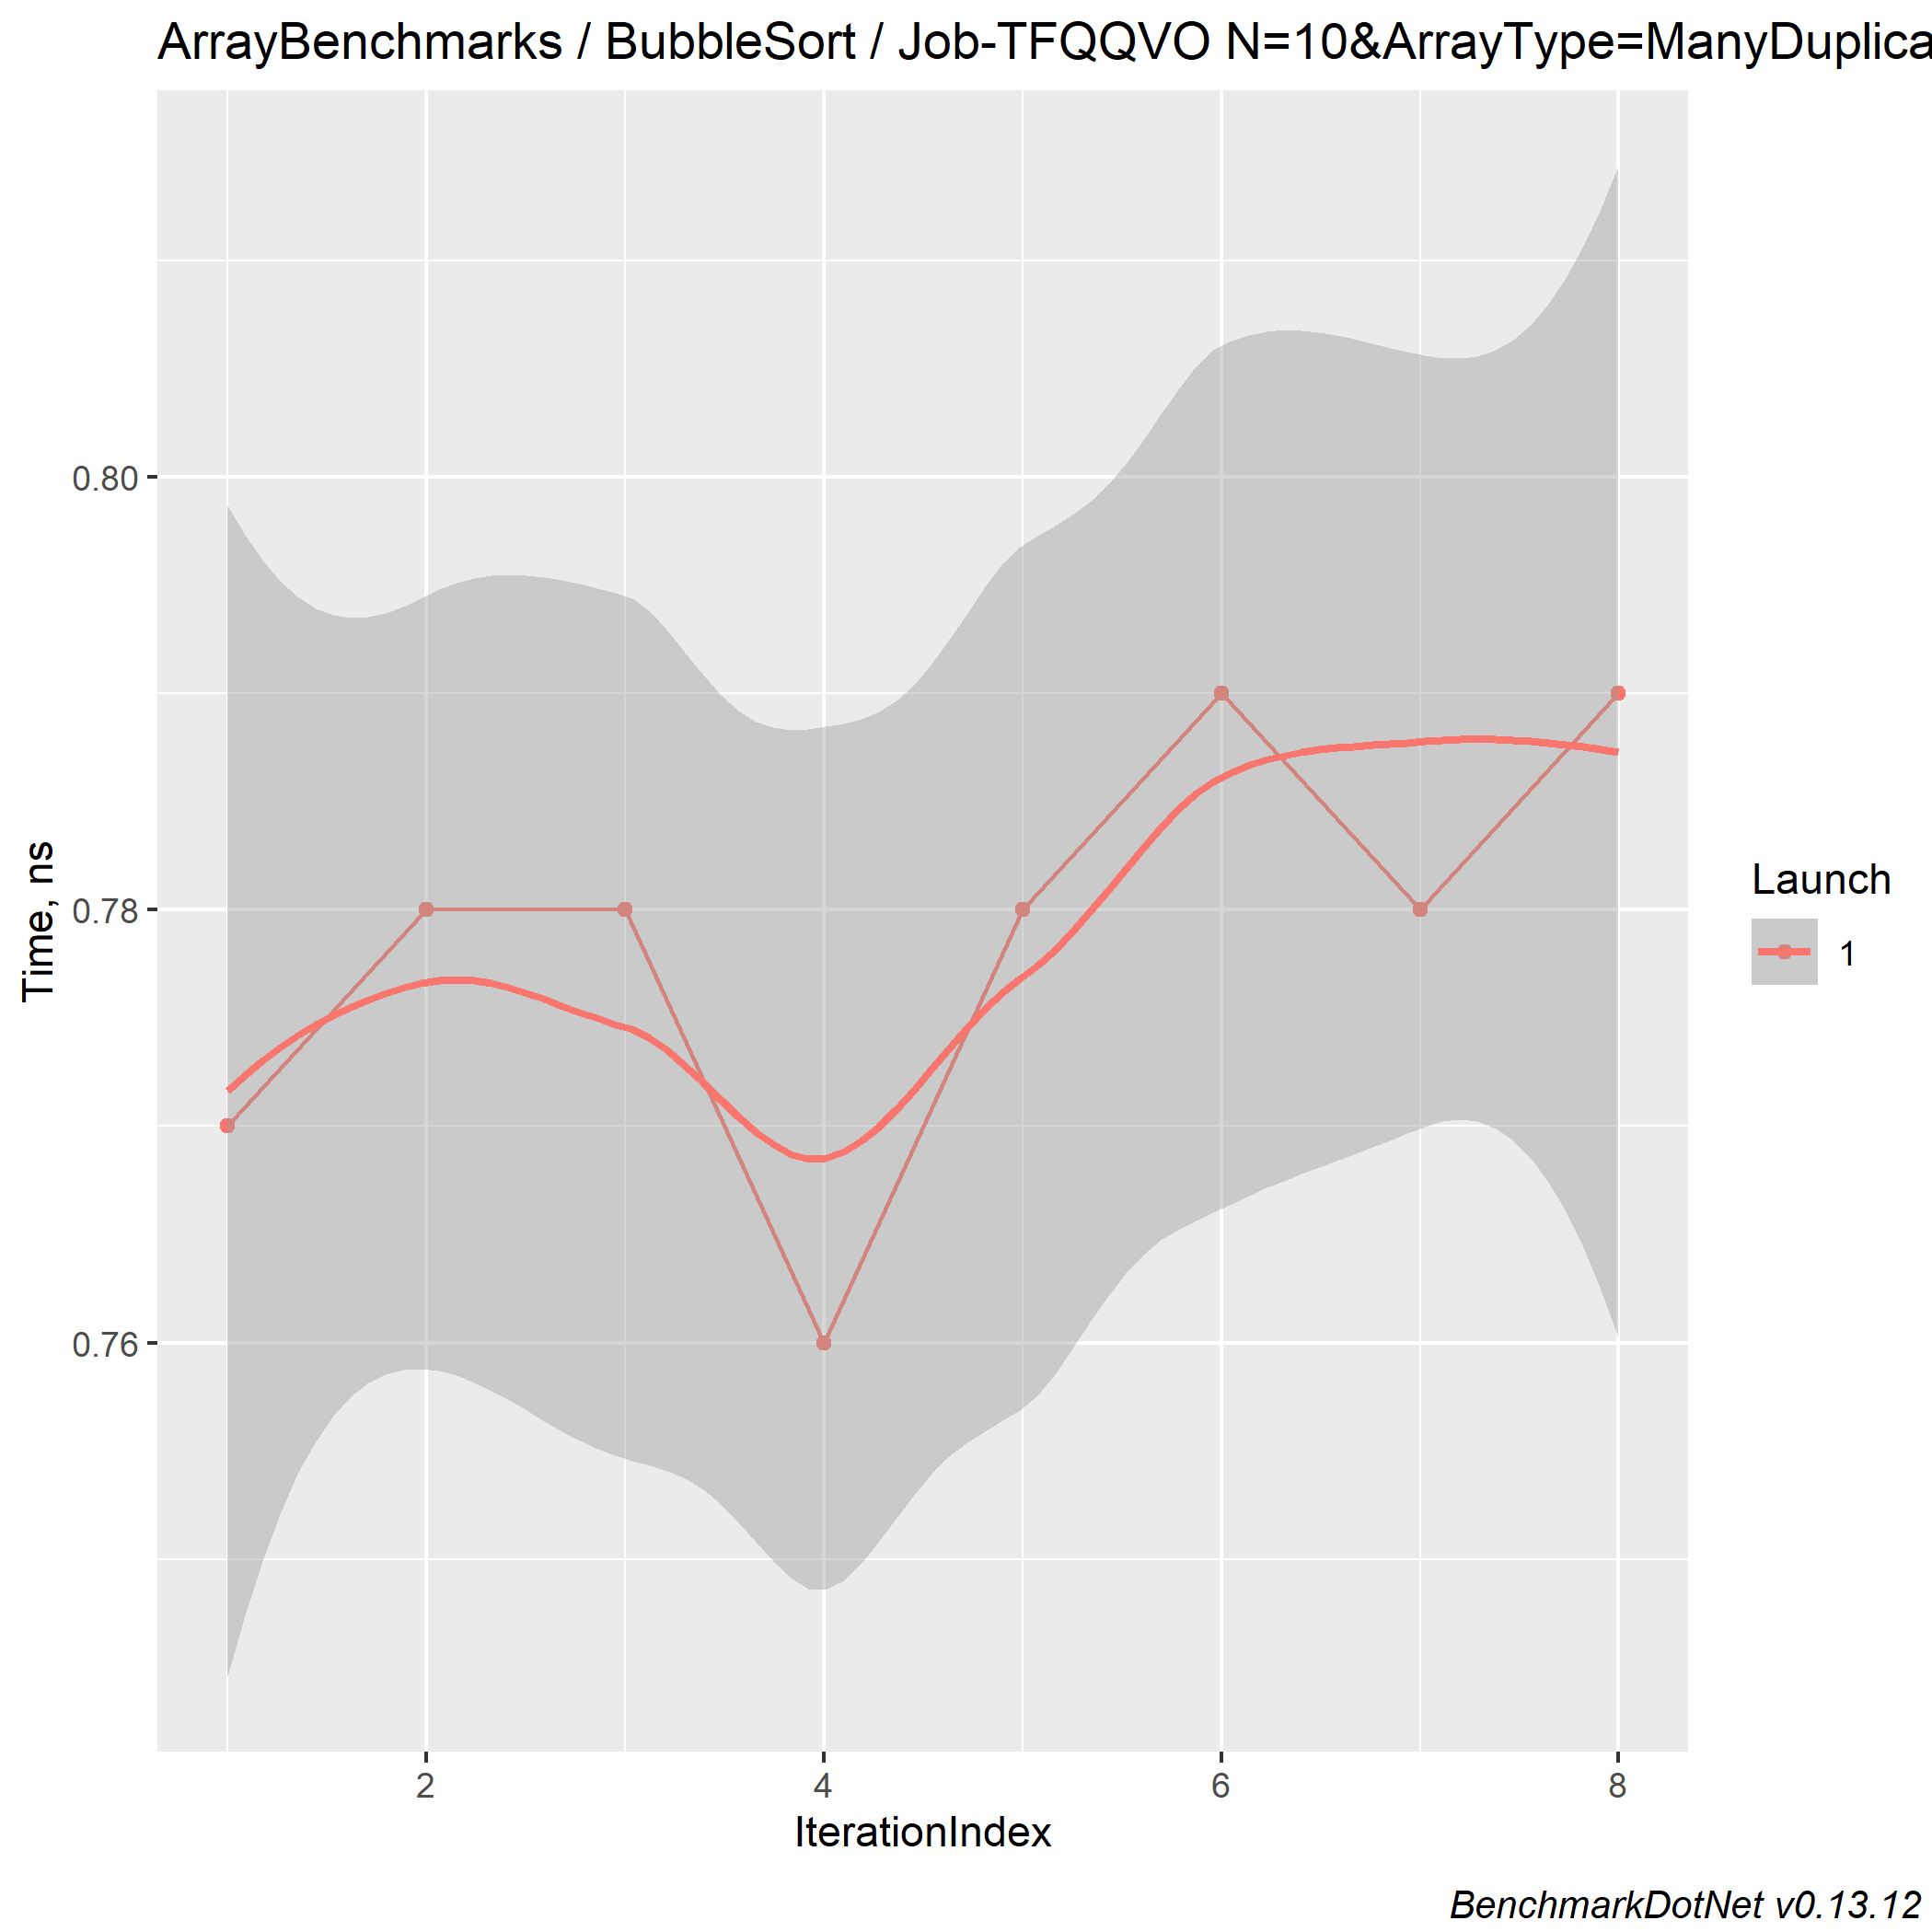 ArrayBenchmarks / BubbleSort / Job-TFQQVO N=10&ArrayType=ManyDuplica
0.80
0.78
0.76
Time, ns
2 4 6 8
IterationIndex
Launch
1
BenchmarkDotNet v0.13.12